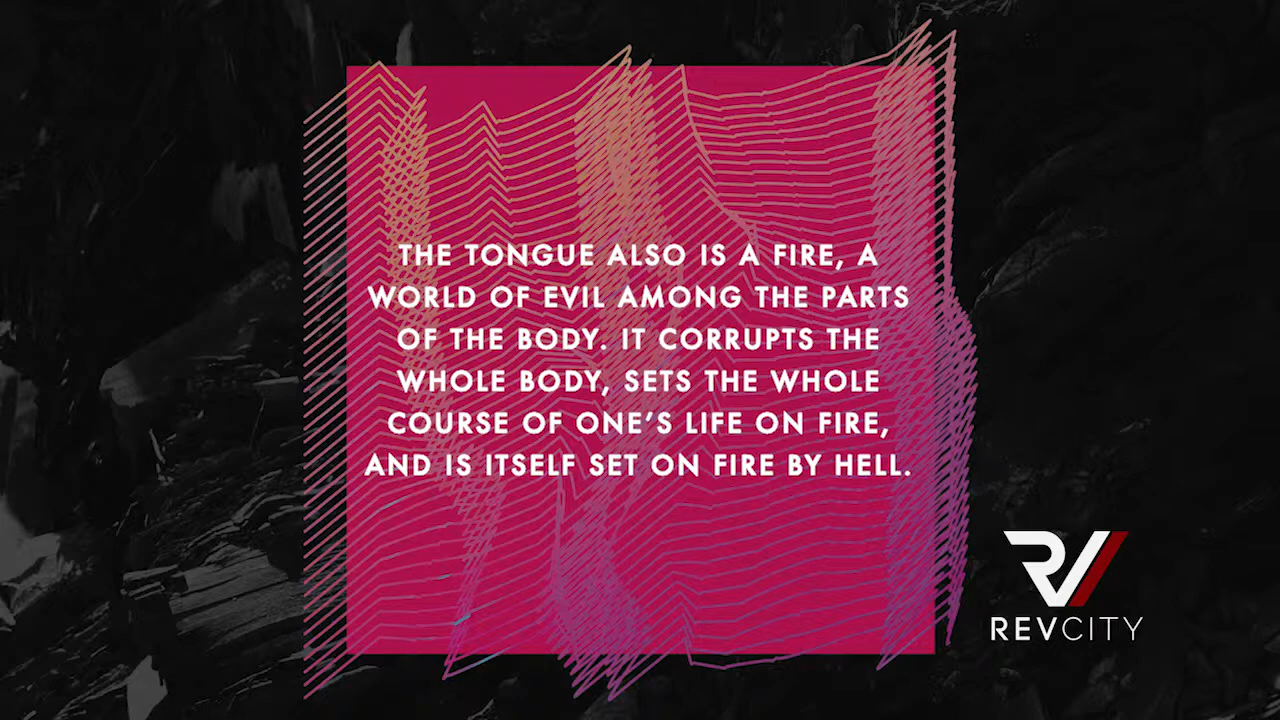 THE TONGUE ALSO IS A FIRE, A
WORLD OF EVIL AMONG THE PARTS
OF THE BODY. IT CORRUPTS THE
WHOLE BODY, SETS THE WHOLE
COURSE OF ONE’S LIFE ON FIRE,
AND IS ITSELF SET ON FIRE BY HELL.
RV
REVCITY